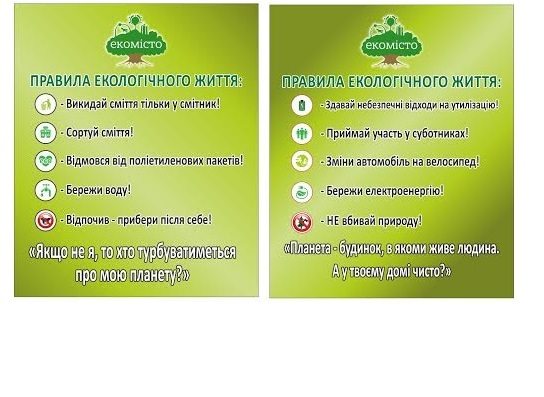 екомісто
ПРАВИЛА ЕКОЛОГІЧНОГО ЖИТТЯ:
- Викидай сміття тільки у смітник!
- Сортуй сміття!
- Відмовся від поліетиленових пакетів!
- Бережи воду!
- Відпочив - прибери після себе!
«Якщо не я, то хто турбуватиметься
про мою планету?»
екомісто
ПРАВИЛА ЕКОЛОГІЧНОГО ЖИТТЯ:
- Здавай небезпечні відходи на утилізацію!
- Приймай участь у суботниках!
- Зміни автомобіль на велосипед!
- Бережи електроенергію!
- НЕ вбивай природу!
«Планета - будинок, в якоми живе людина.
А у твоєму домі чисто?»